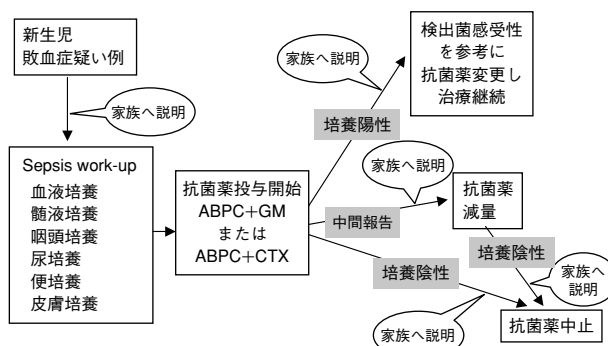 新生児
敗血症疑い例
家族へ説明
Sepsis work-up
血液培養
髄液培養
咽頭培養
尿培養
便培養
皮膚培養
抗菌薬投与開始
ABPC+GM
または
ABPC+CTX
家族へ説明
培養陽性
検出菌感受性
を参考に
抗菌薬変更し
治療継続
家族へ説明
中間報告
抗菌薬
減量
培養陰性
培養陰性
家族へ
説明
家族へ説明
抗菌薬中止